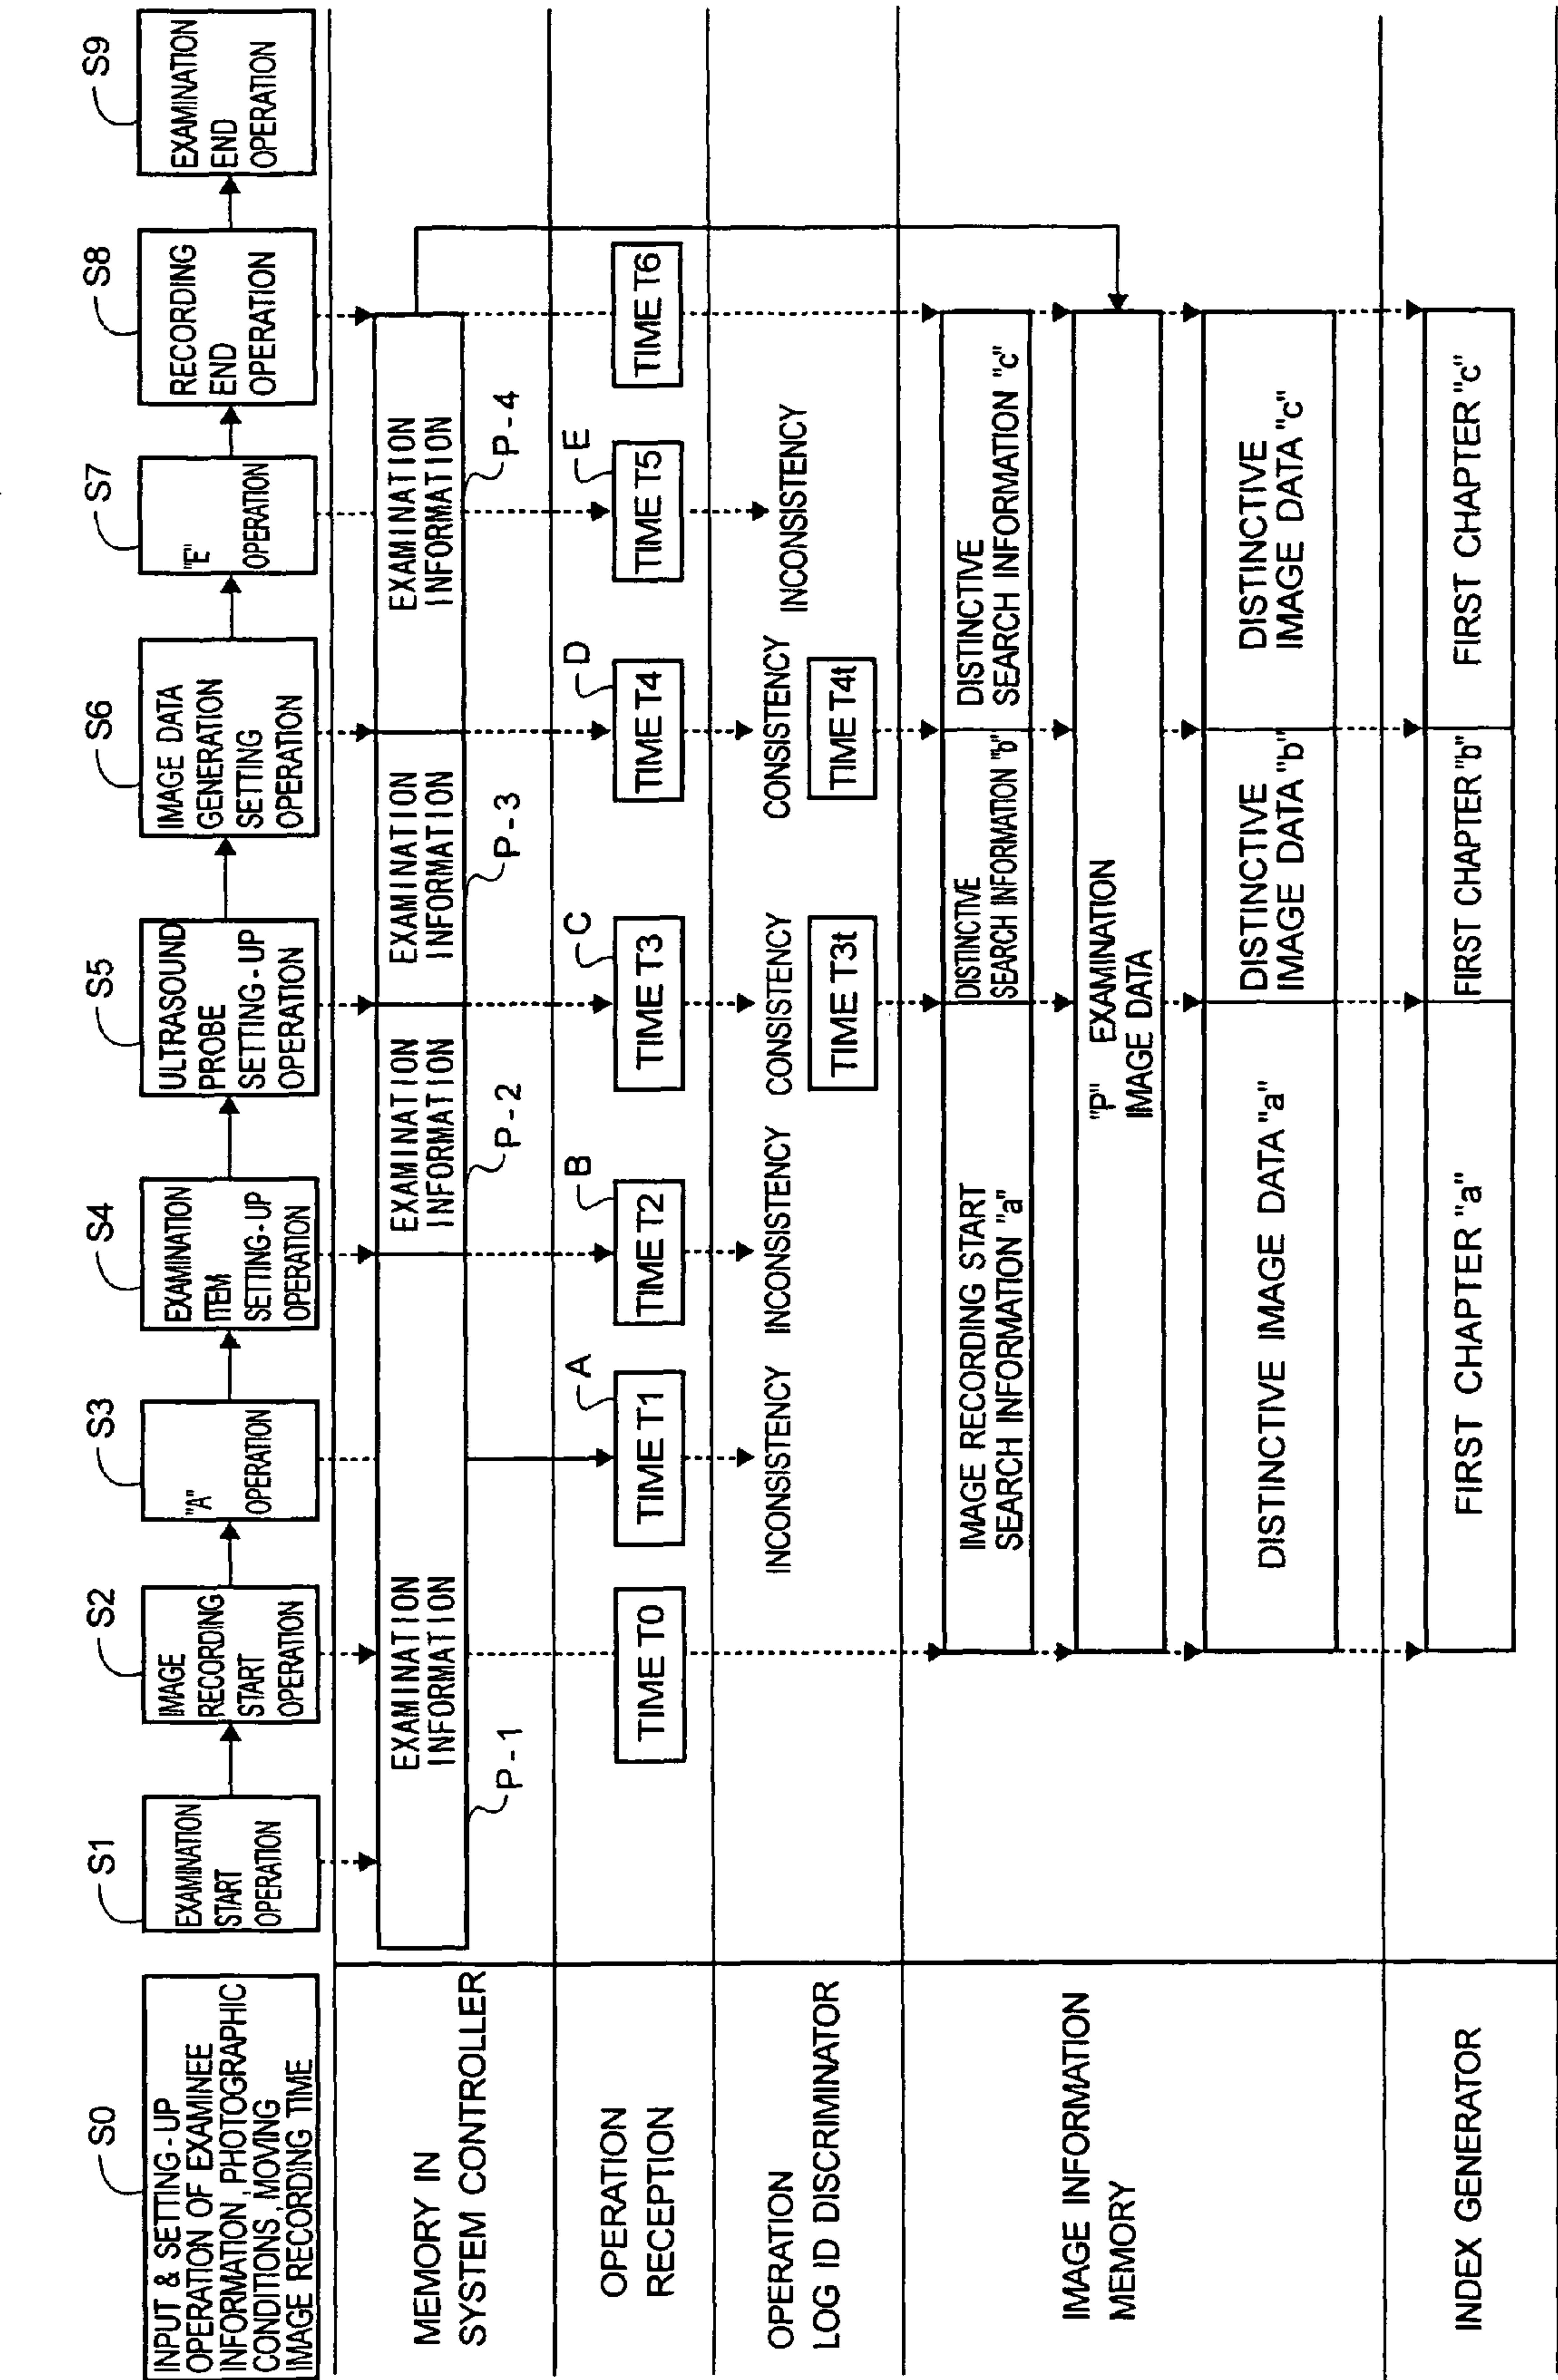 S0
INPUT & SETTING-UP
OPERATION OF EXAMINEE
INFORMATION, PHOTOGRAPHIC
CONDITIONS, MOVING
IMAGE RECORDING TIME
S1
EXAMINATION
START
OPERATION
S2
IMAGE
RECORDING
START
OPERATION
S3
"A"
OPERATION
S4
EXAMINATION
ITEM
SETTING-UP
OPERATION
S5
ULTRASOUND
PROBE
SETTING-UP
OPERATION
S6
IMAGE DATA
GENERATION
SETTING
OPERATION
S7
"E"
OPERATION
S8
RECORDING
END
OPERATION
S9
EXAMINATION
END
OPERATION
MEMORY IN
SYSTEM CONTROLLER
EXAMINATION
INFORMATION
P-1
EXAMINATION
INFORMATION
P-2
EXAMINATION
INFORMATION
P-3
EXAMINATION
INFORMATION
P-4
OPERATION
RECEPTION
TIME T0
A
TIME T1
B
TIME T2
C
TIME T3
D
TIME T4
E
TIME T5
TIME T6
OPERATION
LOG ID DISCRIMINATOR
INCONSISTENCY
INCONSISTENCY
CONSISTENCY
TIME T3t
CONSISTENCY
TIME T4t
INCONSISTENCY
IMAGE INFORMATION
MEMORY
IMAGE RECORD START
SEARCH INFORMATION "a"
DISTINCTIVE
SEARCH INFORMATION "b"
DISTINCTIVE
SEARCH INFORMATION "c"
"P" EXAMINATION
IMAGE DATA
DISTINCTIVE IMAGE DATA "a"
DISTINCTIVE
IMAGE DATA "b"
DISTINCTIVE
IMAGE DATA "c"
INDEX GENERATOR
FIRST CHAPTER "a"
FIRST CHAPTER "b"
FIRST CHAPTER "c"